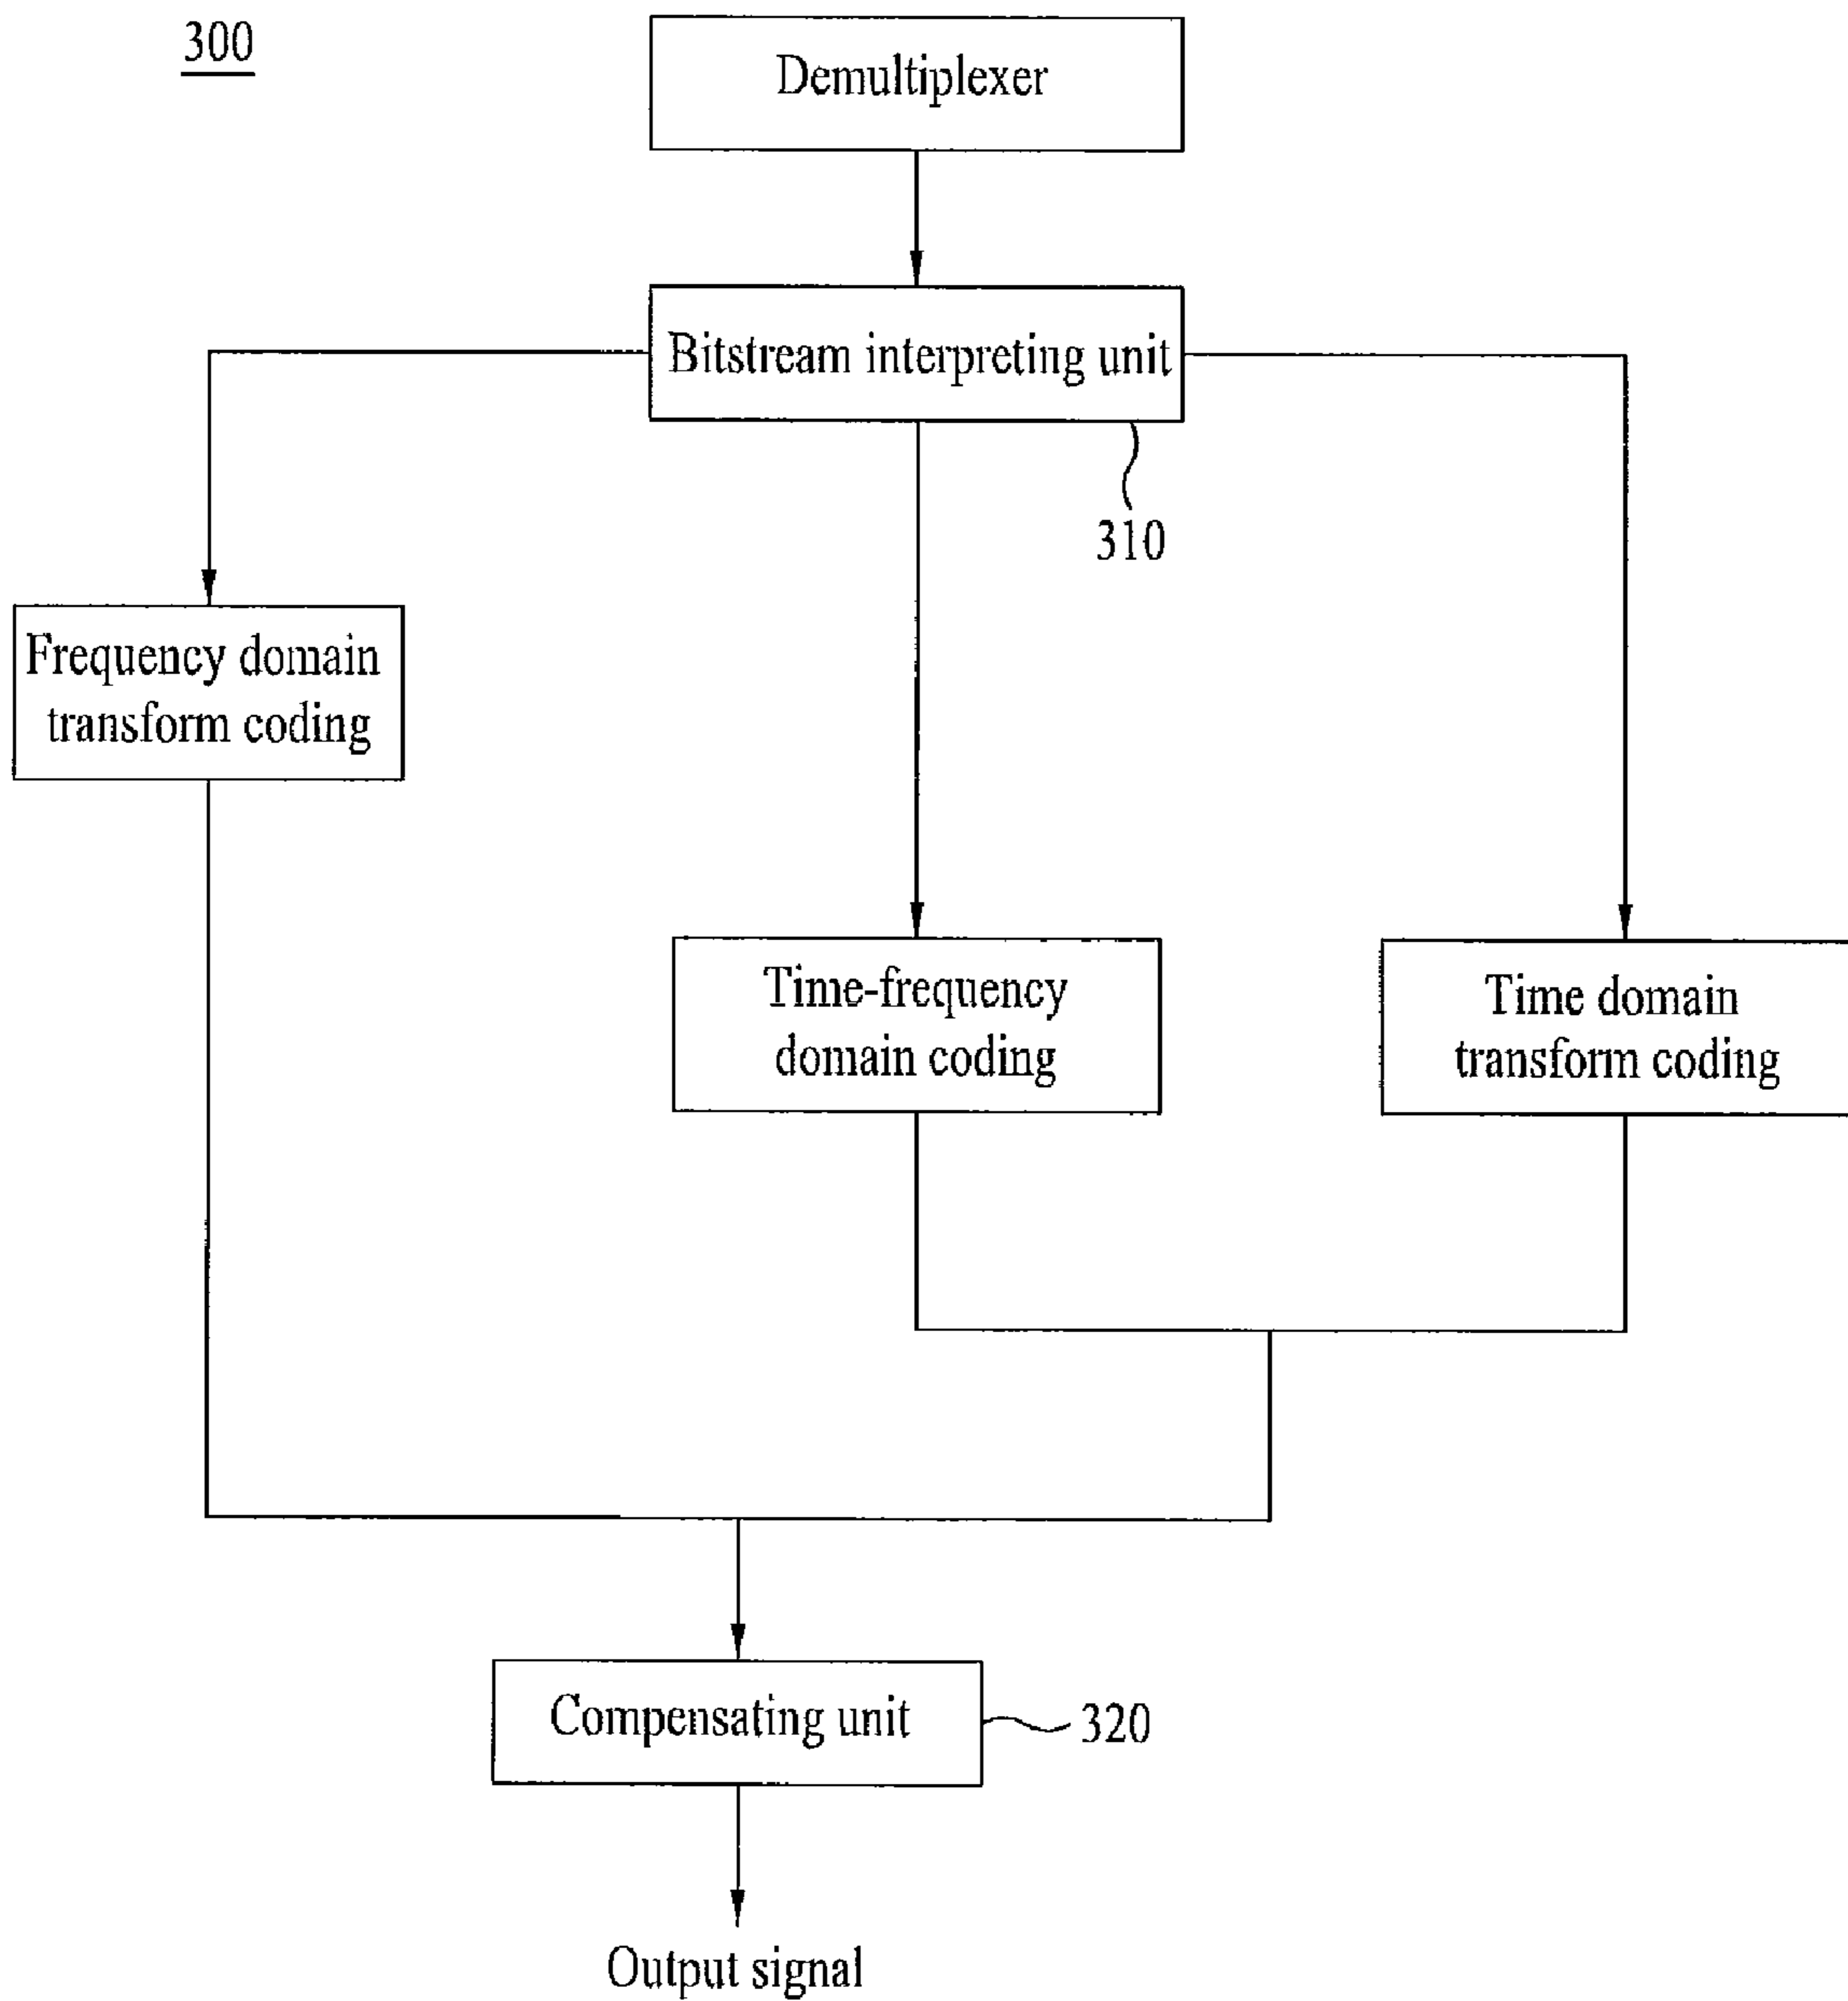 300
Demultiplexer
Bitstream interpreting unit
310
Frequency domain
transform coding
Time-frequency
domain coding
Time domain
transform coding
Compensating unit
320
Output signal